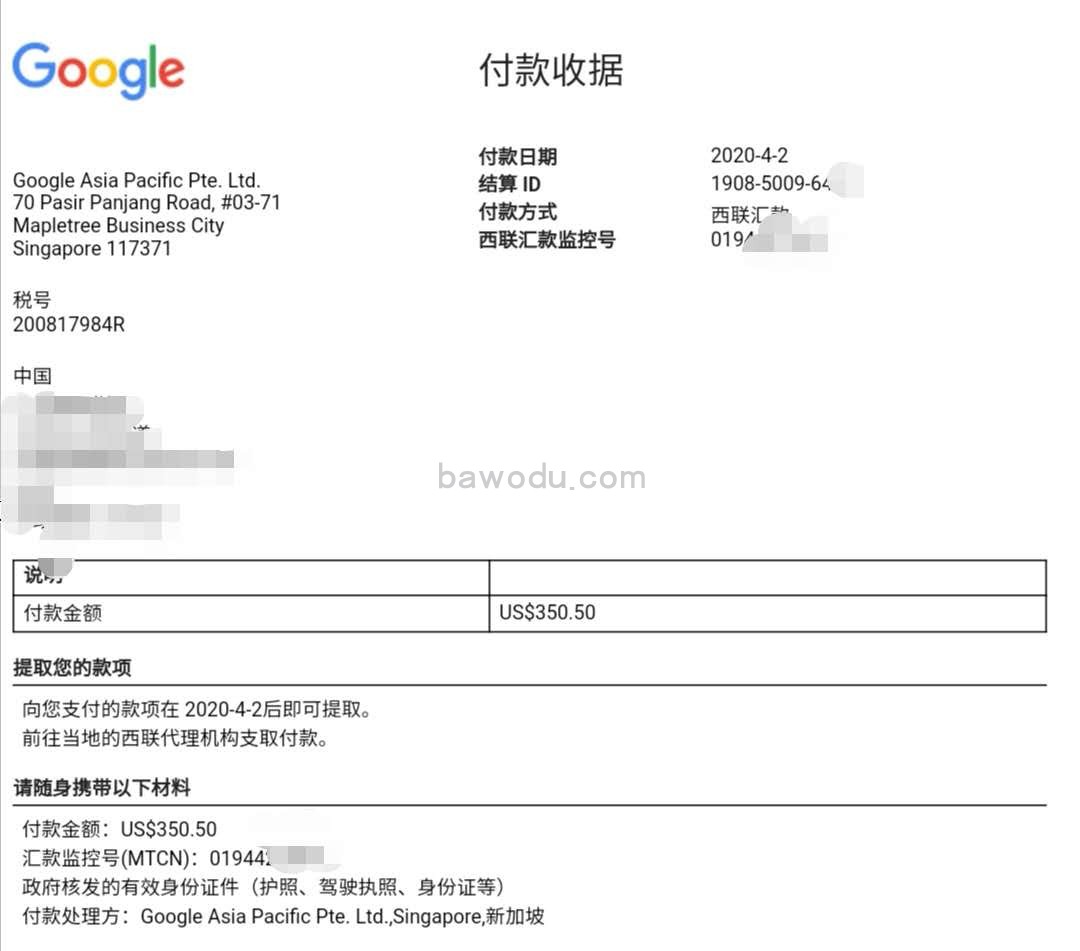 Google
付款收据
Google Asia Pacific Pte. Ltd.
70 Pasir Panjang Road, #03-71
Mapletree Business City
Singapore 117371
付款日期 2020-4-2
结算 ID 1908-5009-64
付款方式 西联汇款
西联汇款监控号 0194
税号
200817984R
中国
bawodu.com
说明
付款金额 US$350.50
提取您的款项
向您支付的款项在 2020-4-2后即可提取。
前往当地的西联代理机构支取付款。
请随身携带以下材料
付款金额：US$350.50
汇款监控号(MTCN)：019442
政府核发的有效身份证件（护照、驾驶执照、身份证等）
付款处理方：Google Asia Pacific Pte. Ltd.,Singapore,新加坡